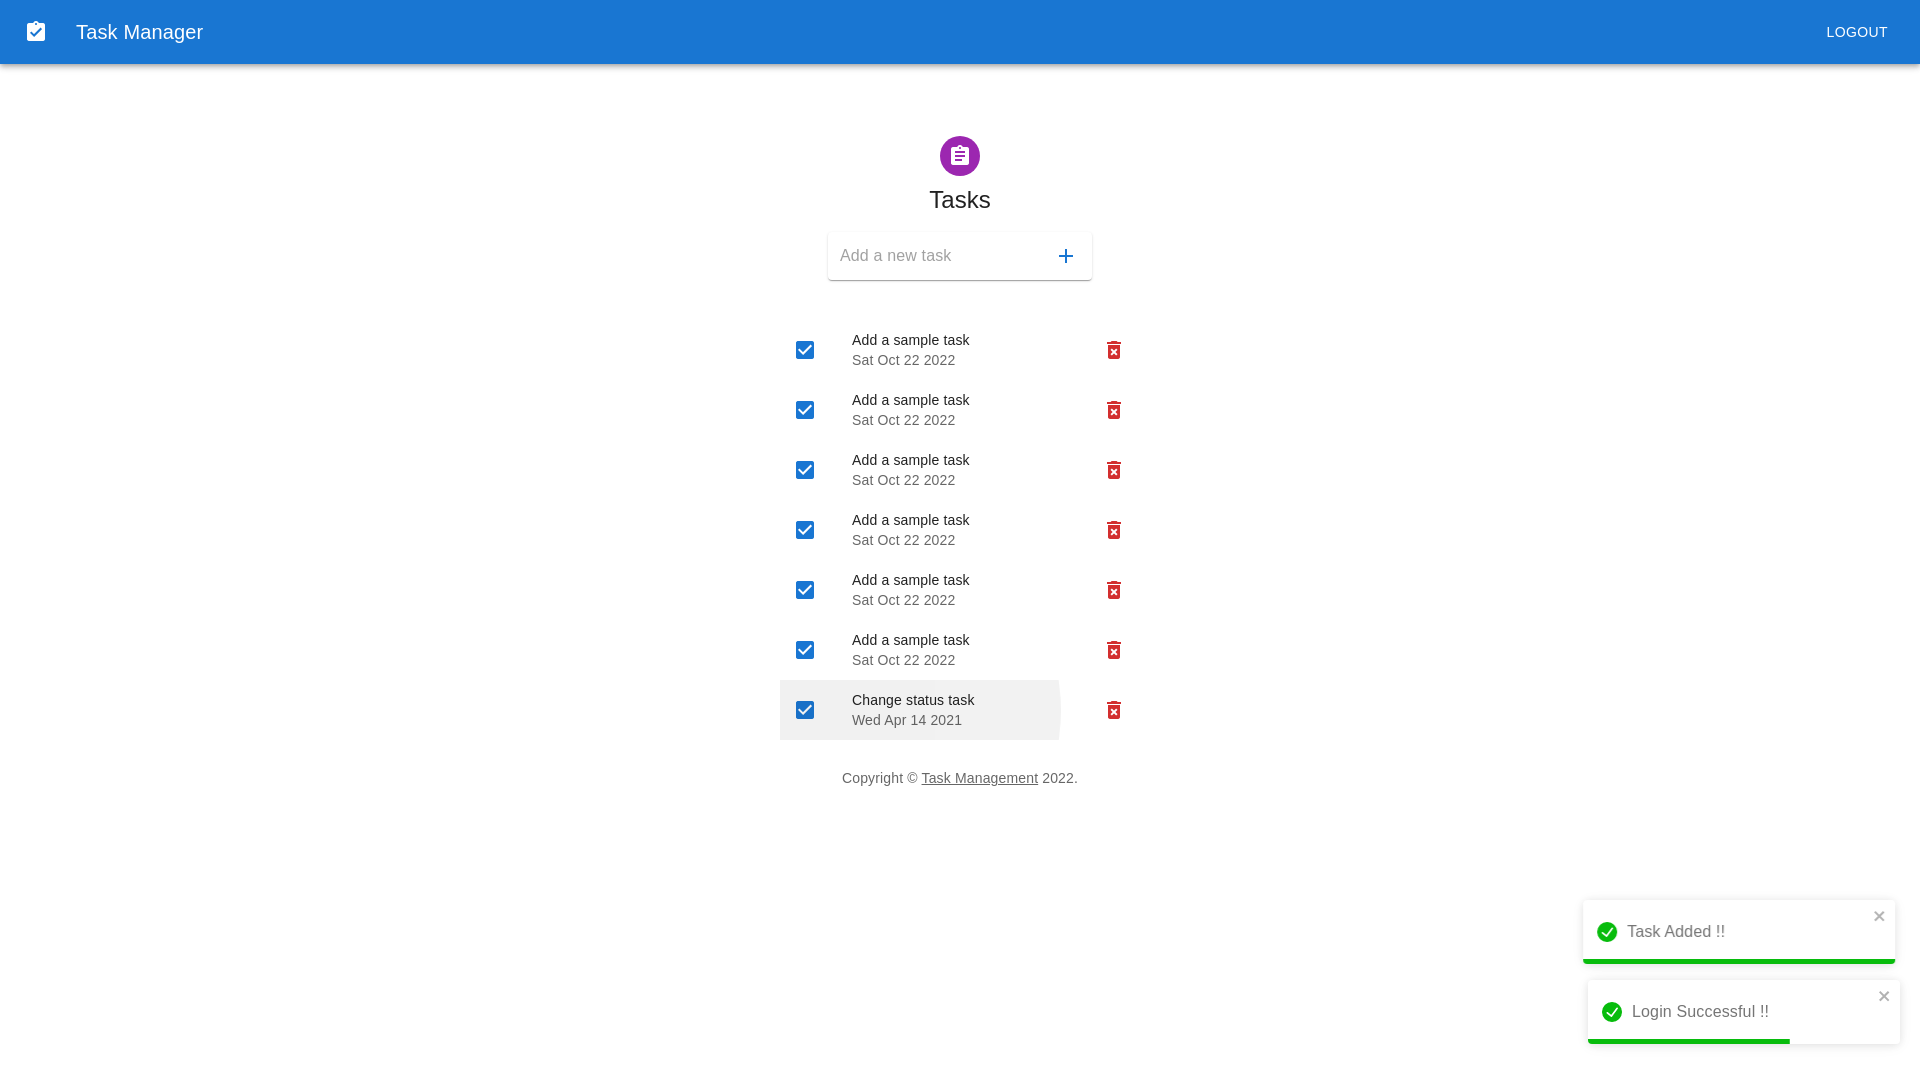 Task Manager
LOGOUT
Tasks
Add a new task
Add a sample task
Sat Oct 22 2022
Add a sample task
Sat Oct 22 2022
Add a sample task
Sat Oct 22 2022
Add a sample task
Sat Oct 22 2022
Add a sample task
Sat Oct 22 2022
Add a sample task
Sat Oct 22 2022
Change status task
Wed Apr 14 2021
Copyright © Task Management 2022.
Task Added !!
Login Successful !!